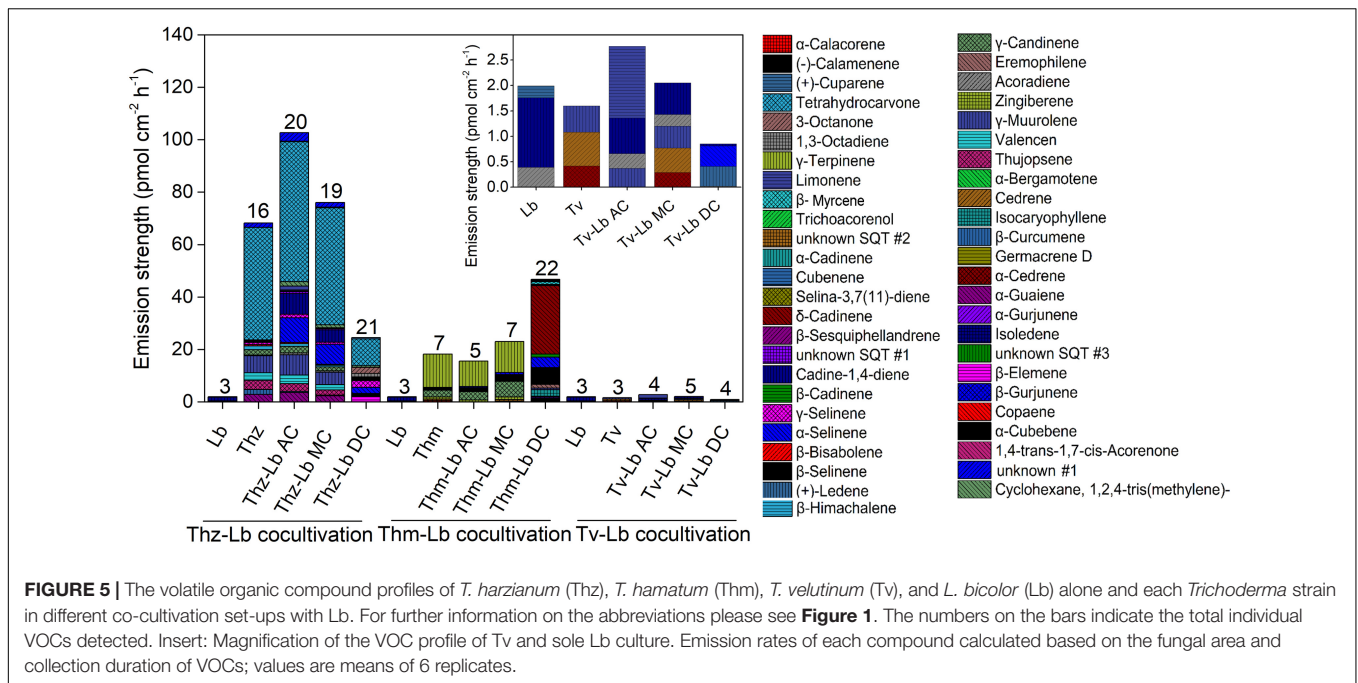 140
120
100
80
60
40
20
0
Emission strength (pmol cm⁻² h⁻¹)
3
16
20
19
21
3
7
5
7
22
3
3
4
5
4
Lb
Thz
Thz-Lb AC
Thz-Lb MC
Thz-Lb DC
Lb
Thm
Thm-Lb AC
Thm-Lb MC
Thm-Lb DC
Lb
Tv
Tv-Lb AC
Tv-Lb MC
Tv-Lb DC
Thz-Lb cocultivation
Thm-Lb cocultivation
Tv-Lb cocultivation
Emission strength (pmol cm⁻² h⁻¹)
2.5
2.0
1.5
1.0
0.5
0.0
Lb
Tv
Tv-Lb AC
Tv-Lb MC
Tv-Lb DC
α-Calacorene
(-)-Calamenene
(+)-Cuparene
Tetrahydrocarvone
3-Octanone
1,3-Octadiene
γ-Terpinene
Limonene
β- Myrcene
Trichoacorenol
unknown SQT #2
α-Cadinene
Cubenene
Selina-3,7(11)-diene
δ-Cadinene
β-Sesquiphellandrene
unknown SQT #1
Cadine-1,4-diene
β-Cadinene
γ-Selinene
α-Selinene
β-Bisabolene
β-Selinene
(+)-Ledene
β-Himachalene
γ-Candinene
Eremophilene
Acoradiene
Zingiberene
γ-Muurolene
Valencen
Thujopsene
α-Bergamotene
Cedrene
Isocaryophyllene
β-Curcumene
Germacrene D
α-Cedrene
α-Guaiene
α-Gurjunene
Isoledene
unknown SQT #3
β-Elemene
β-Gurjunene
Copaene
α-Cubebene
1,4-trans-1,7-cis-Acorenone
unknown #1
Cyclohexane, 1,2,4-tris(methylene)-
FIGURE 5 | The volatile organic compound profiles of T. harzianum (Thz), T. hamatum (Thm), T. velutinum (Tv), and L. bicolor (Lb) alone and each Trichoderma strain
in different co-cultivation set-ups with Lb. For further information on the abbreviations please see Figure 1. The numbers on the bars indicate the total individual
VOCs detected. Insert: Magnification of the VOC profile of Tv and sole Lb culture. Emission rates of each compound calculated based on the fungal area and
collection duration of VOCs; values are means of 6 replicates.